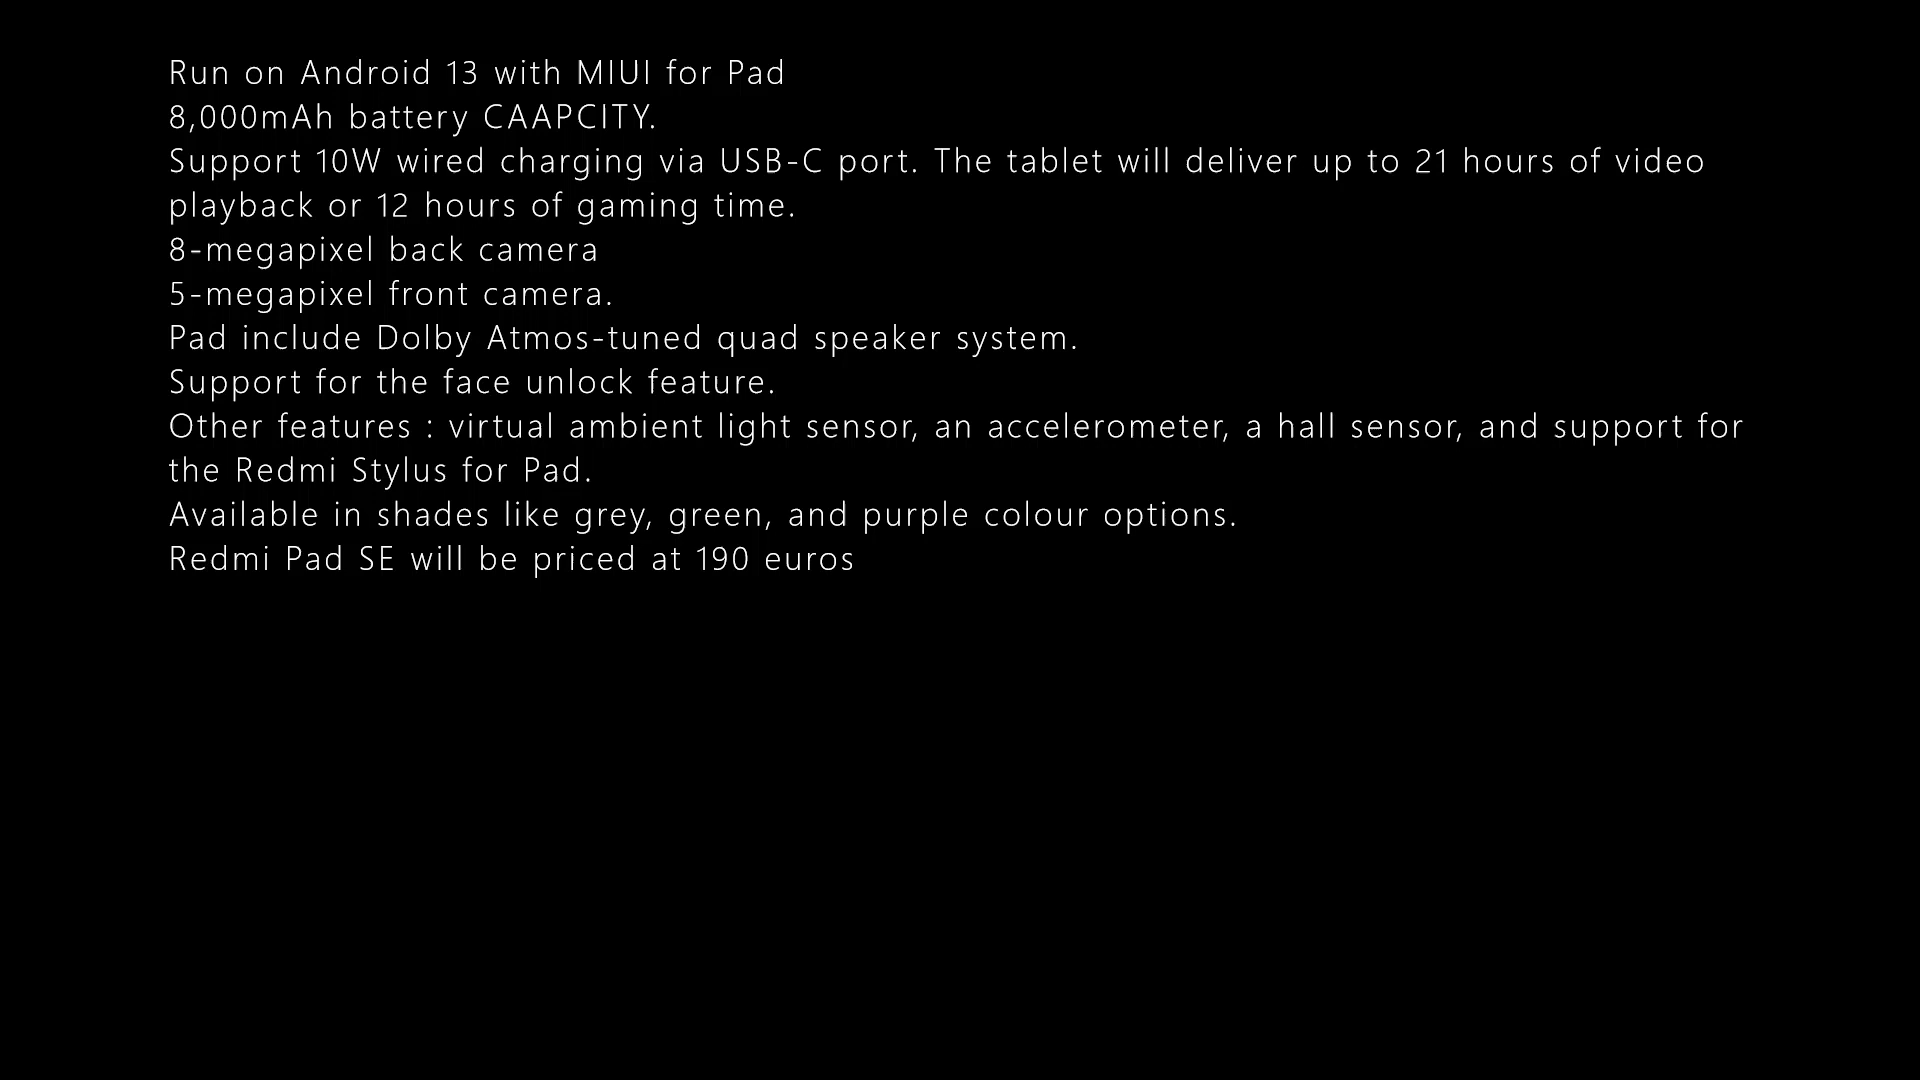 Run on Android 13 with MIUI for Pad
8,000mAh battery CAAPCITY.
Support 10W wired charging via USB-C port. The tablet will deliver up to 21 hours of video
playback or 12 hours of gaming time.
8-megapixel back camera
5-megapixel front camera.
Pad include Dolby Atmos-tuned quad speaker system.
Support for the face unlock feature.
Other features : virtual ambient light sensor, an accelerometer, a hall sensor, and support for
the Redmi Stylus for Pad.
Available in shades like grey, green, and purple colour options.
Redmi Pad SE will be priced at 190 euros